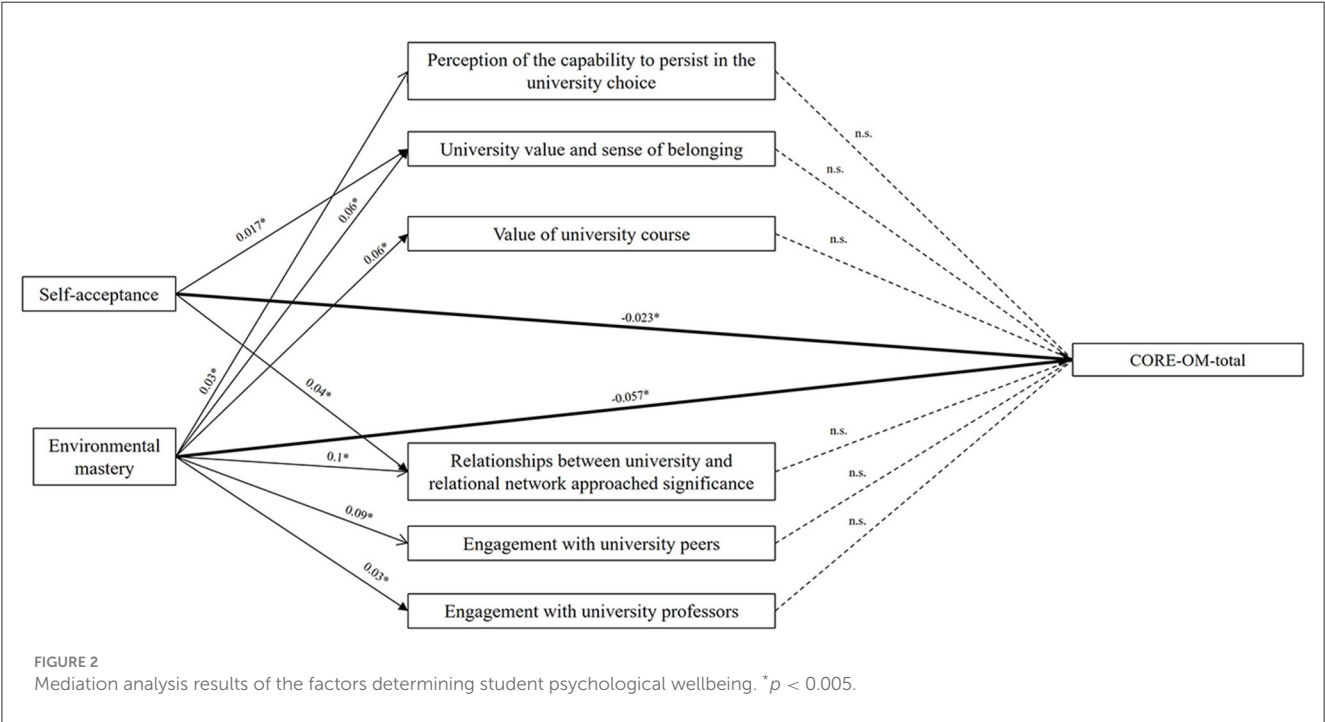 Perception of the capability to persist in the
university choice
n.s.
University value and sense of belonging
n.s.
0.06*
0.017*
Value of university course
n.s.
0.06*
Self-acceptance
-0.023*
CORE-OM-total
0.03*
0.04*
-0.057*
Environmental
mastery
n.s.
0.1*
Relationships between university and
relational network approached significance
n.s.
0.09*
Engagement with university peers
n.s.
0.03*
Engagement with university professors
FIGURE 2
Mediation analysis results of the factors determining student psychological wellbeing. *p < 0.005.